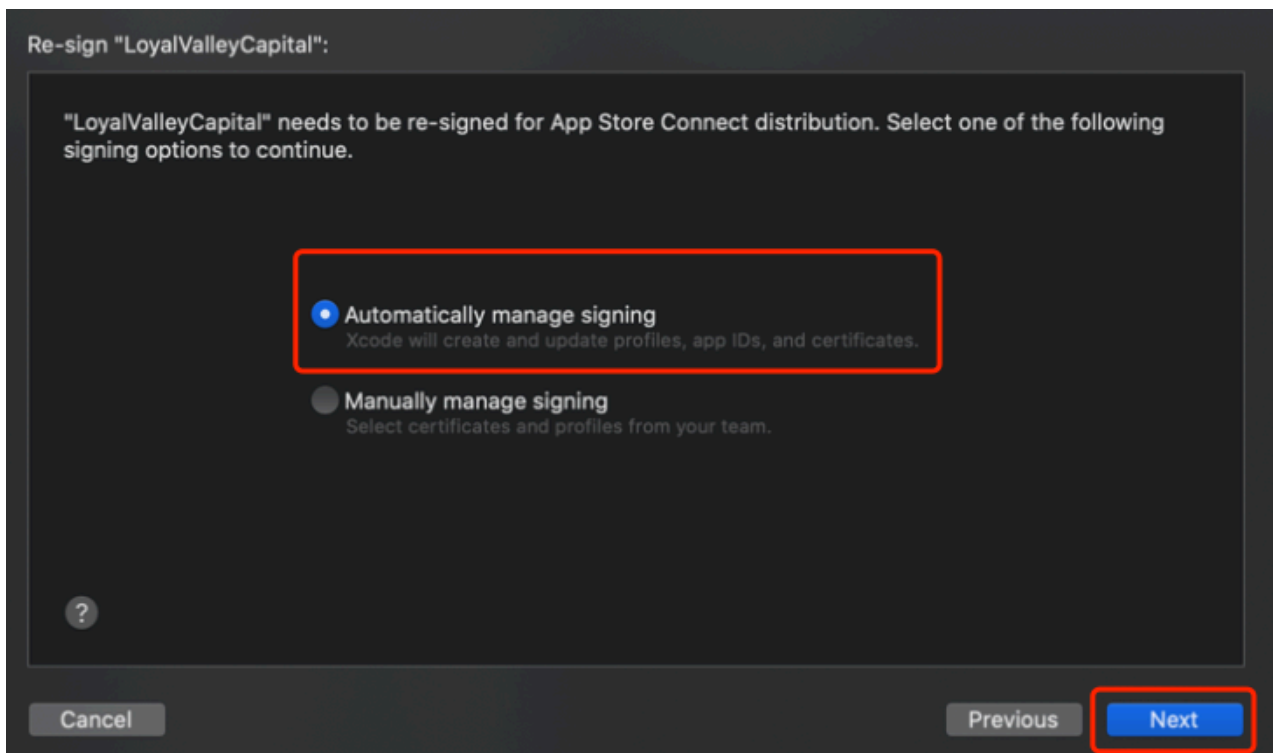 Re-sign "LoyalValleyCapital":
"LoyalValleyCapital" needs to be re-signed for App Store Connect distribution. Select one of the following
signing options to continue.
Automatically manage signing
Xcode will create and update profiles, app IDs, and certificates.
Manually manage signing
Select certificates and profiles from your team.
?
Cancel
Previous
Next